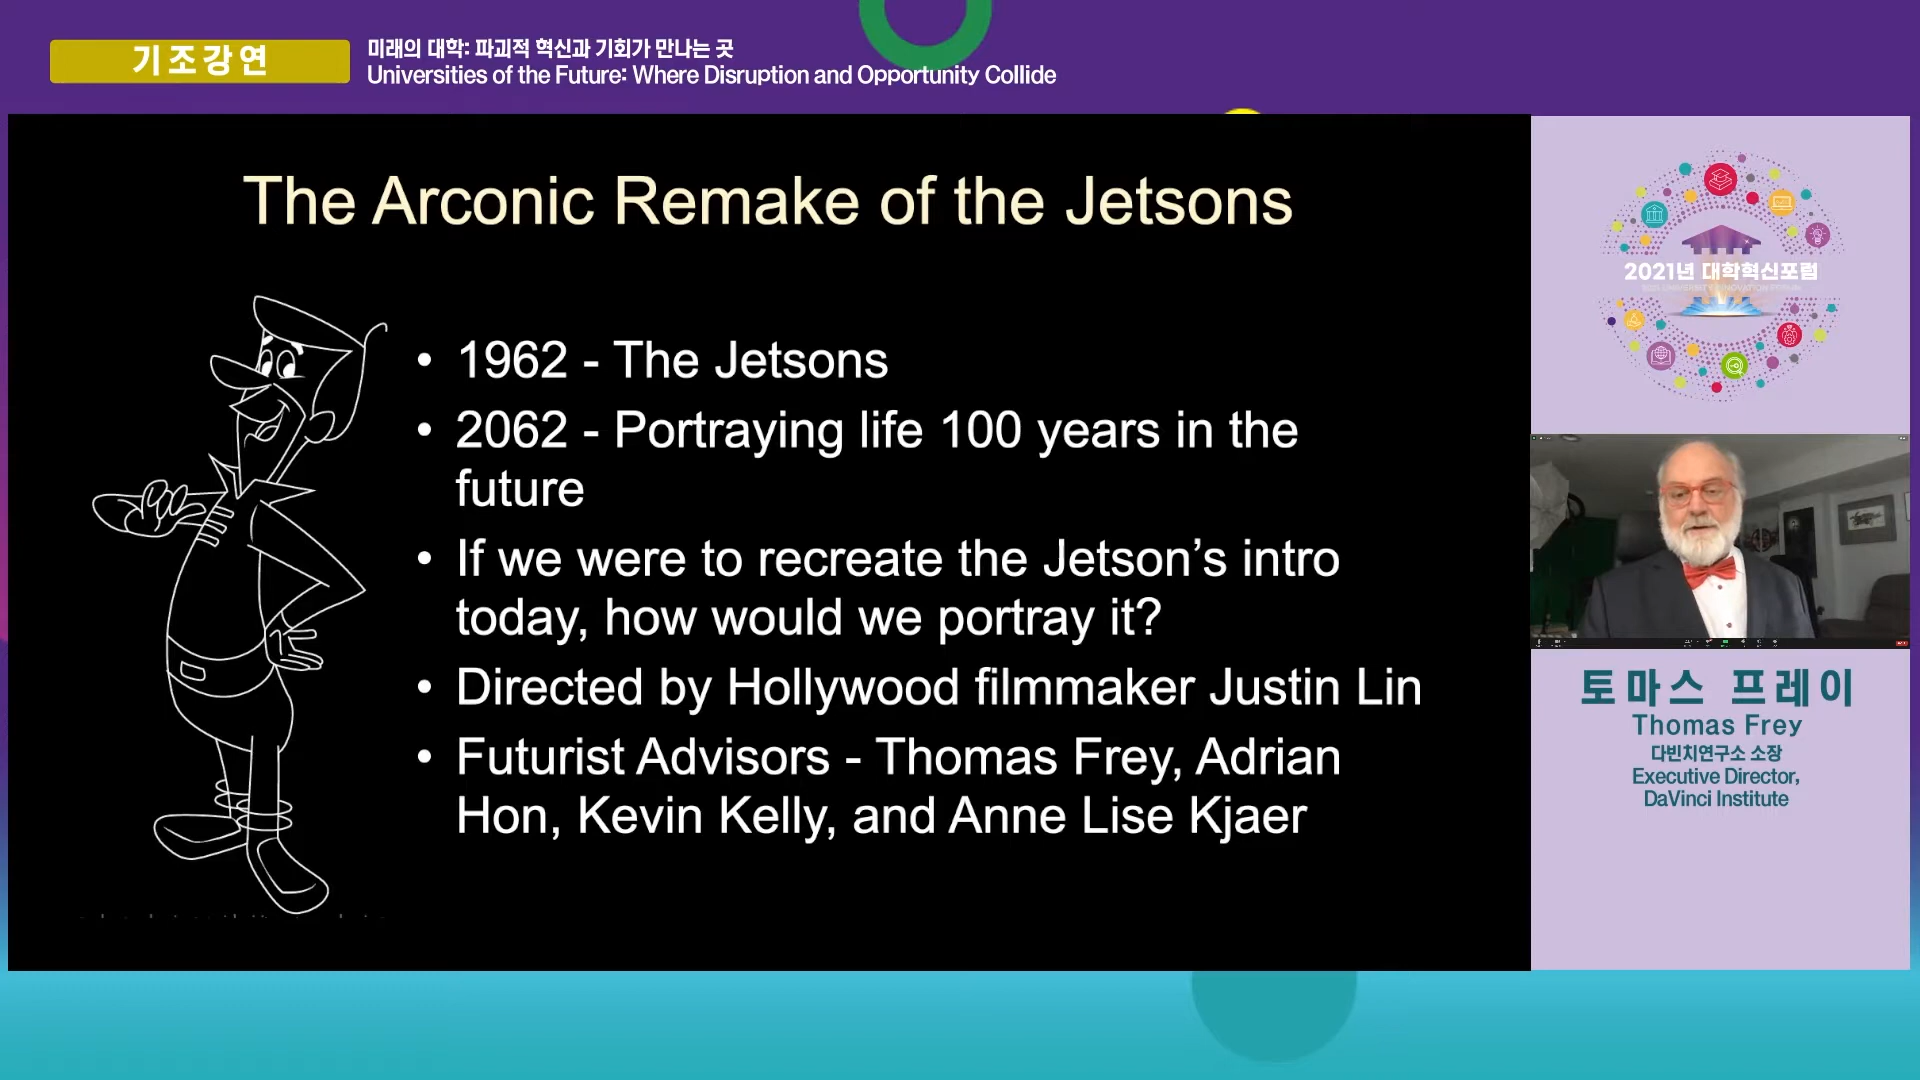 기조강연
미래의 대학: 파괴적 혁신과 기회가 만나는 곳
Universities of the Future: Where Disruption and Opportunity Collide
The Arconic Remake of the Jetsons
• 1962 - The Jetsons
• 2062 - Portraying life 100 years in the
future
• If we were to recreate the Jetson’s intro
today, how would we portray it?
• Directed by Hollywood filmmaker Justin Lin
• Futurist Advisors - Thomas Frey, Adrian
Hon, Kevin Kelly, and Anne Lise Kjaer
2021년 대학혁신포럼
2021 UNIVERSITY INNOVATION FORUM
토마스 프레이
Thomas Frey
다빈치연구소 소장
Executive Director,
DaVinci Institute